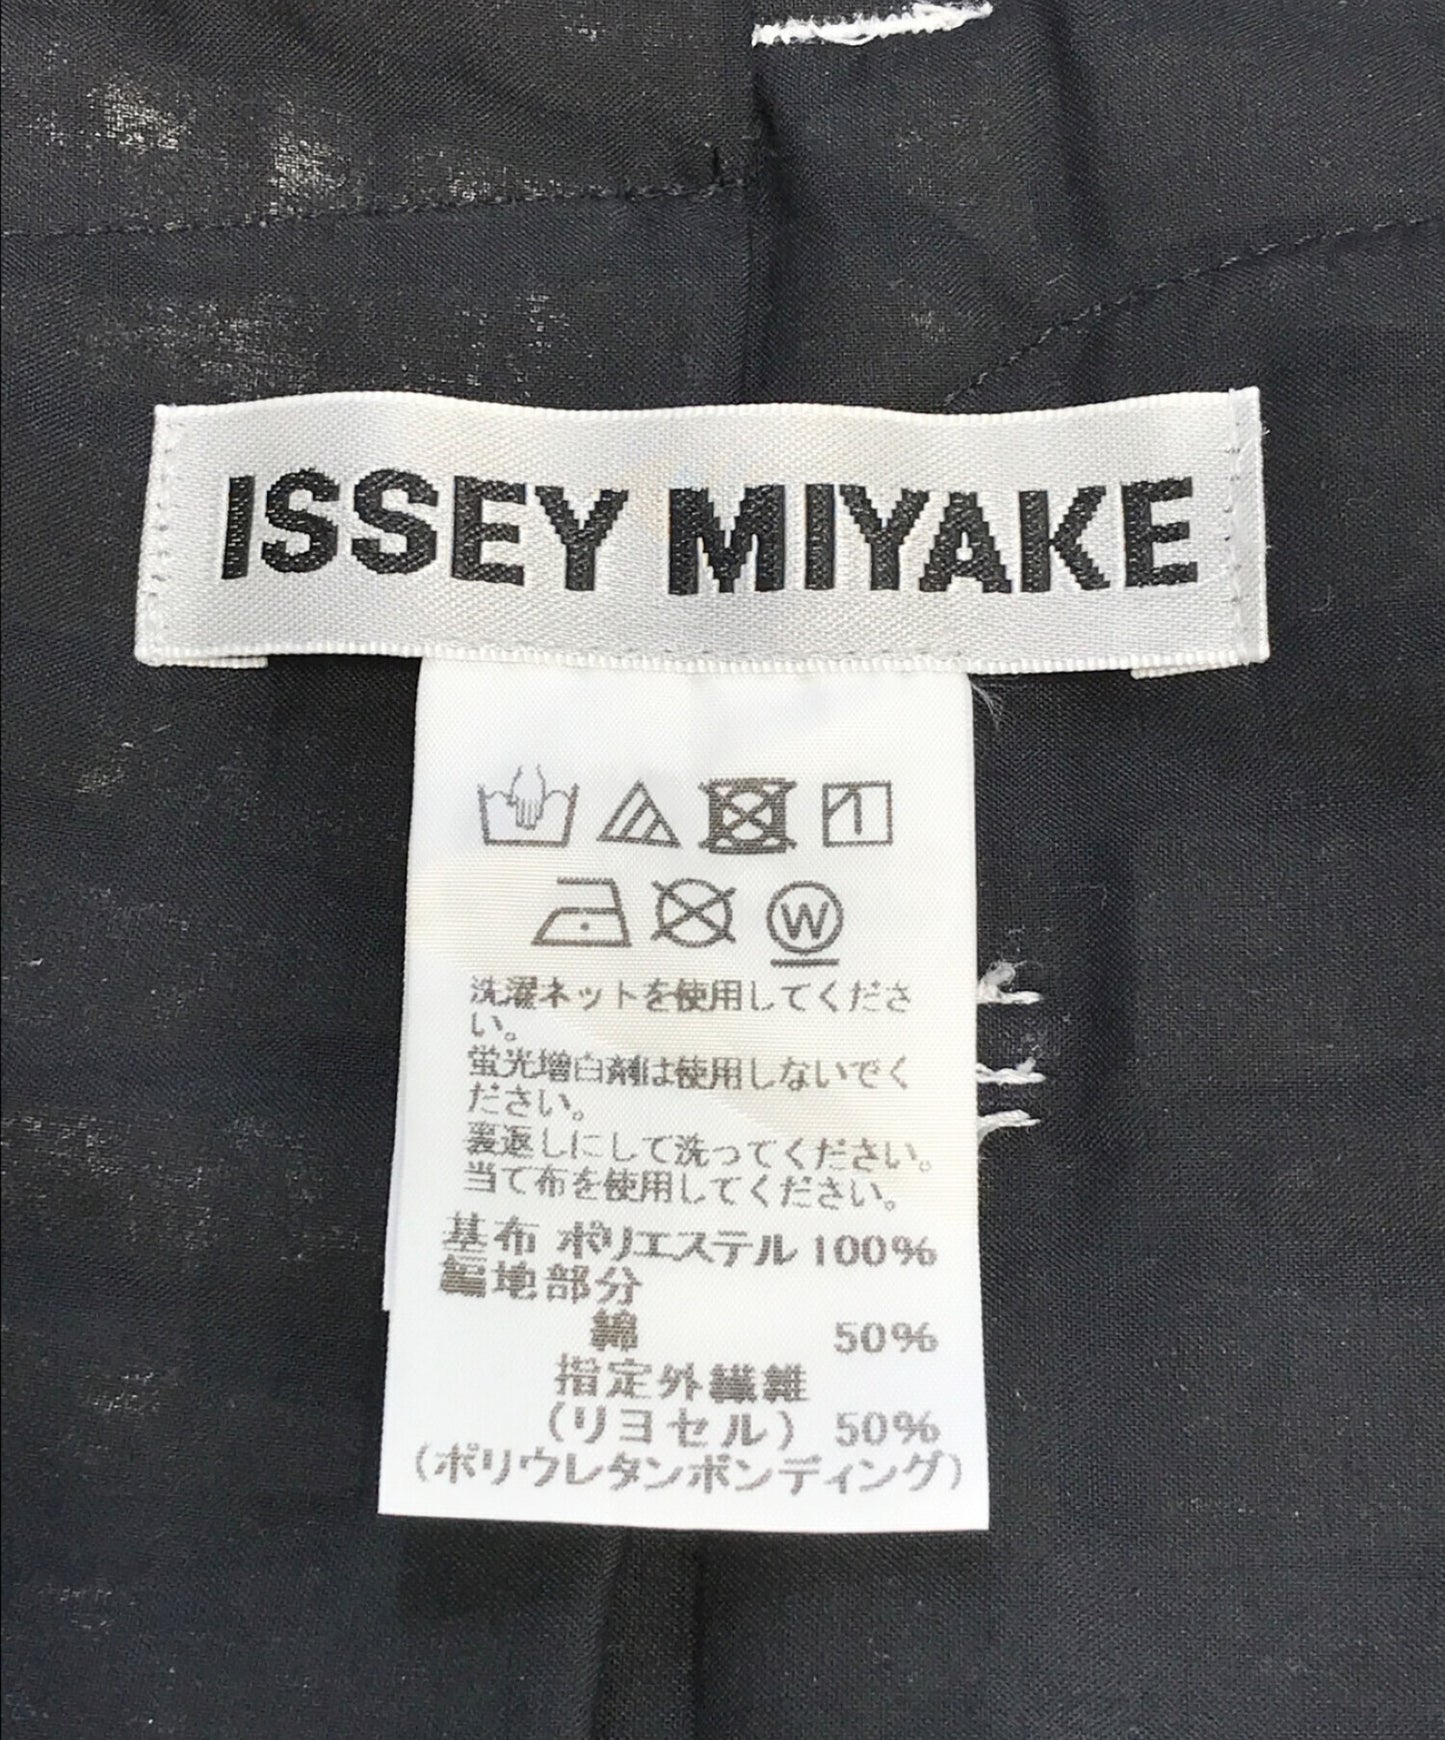 ISSEY MIYAKE
W
洗濯ネットを使用してくださ
い。
蛍光増白剤は使用しないでく
ださい。
裏返しにして洗ってください。
当て布を使用してください。
基布 ポリエステル 100%
編地部分
綿 50%
指定外繊維
(リヨセル) 50%
(ポリウレタンボンディング)